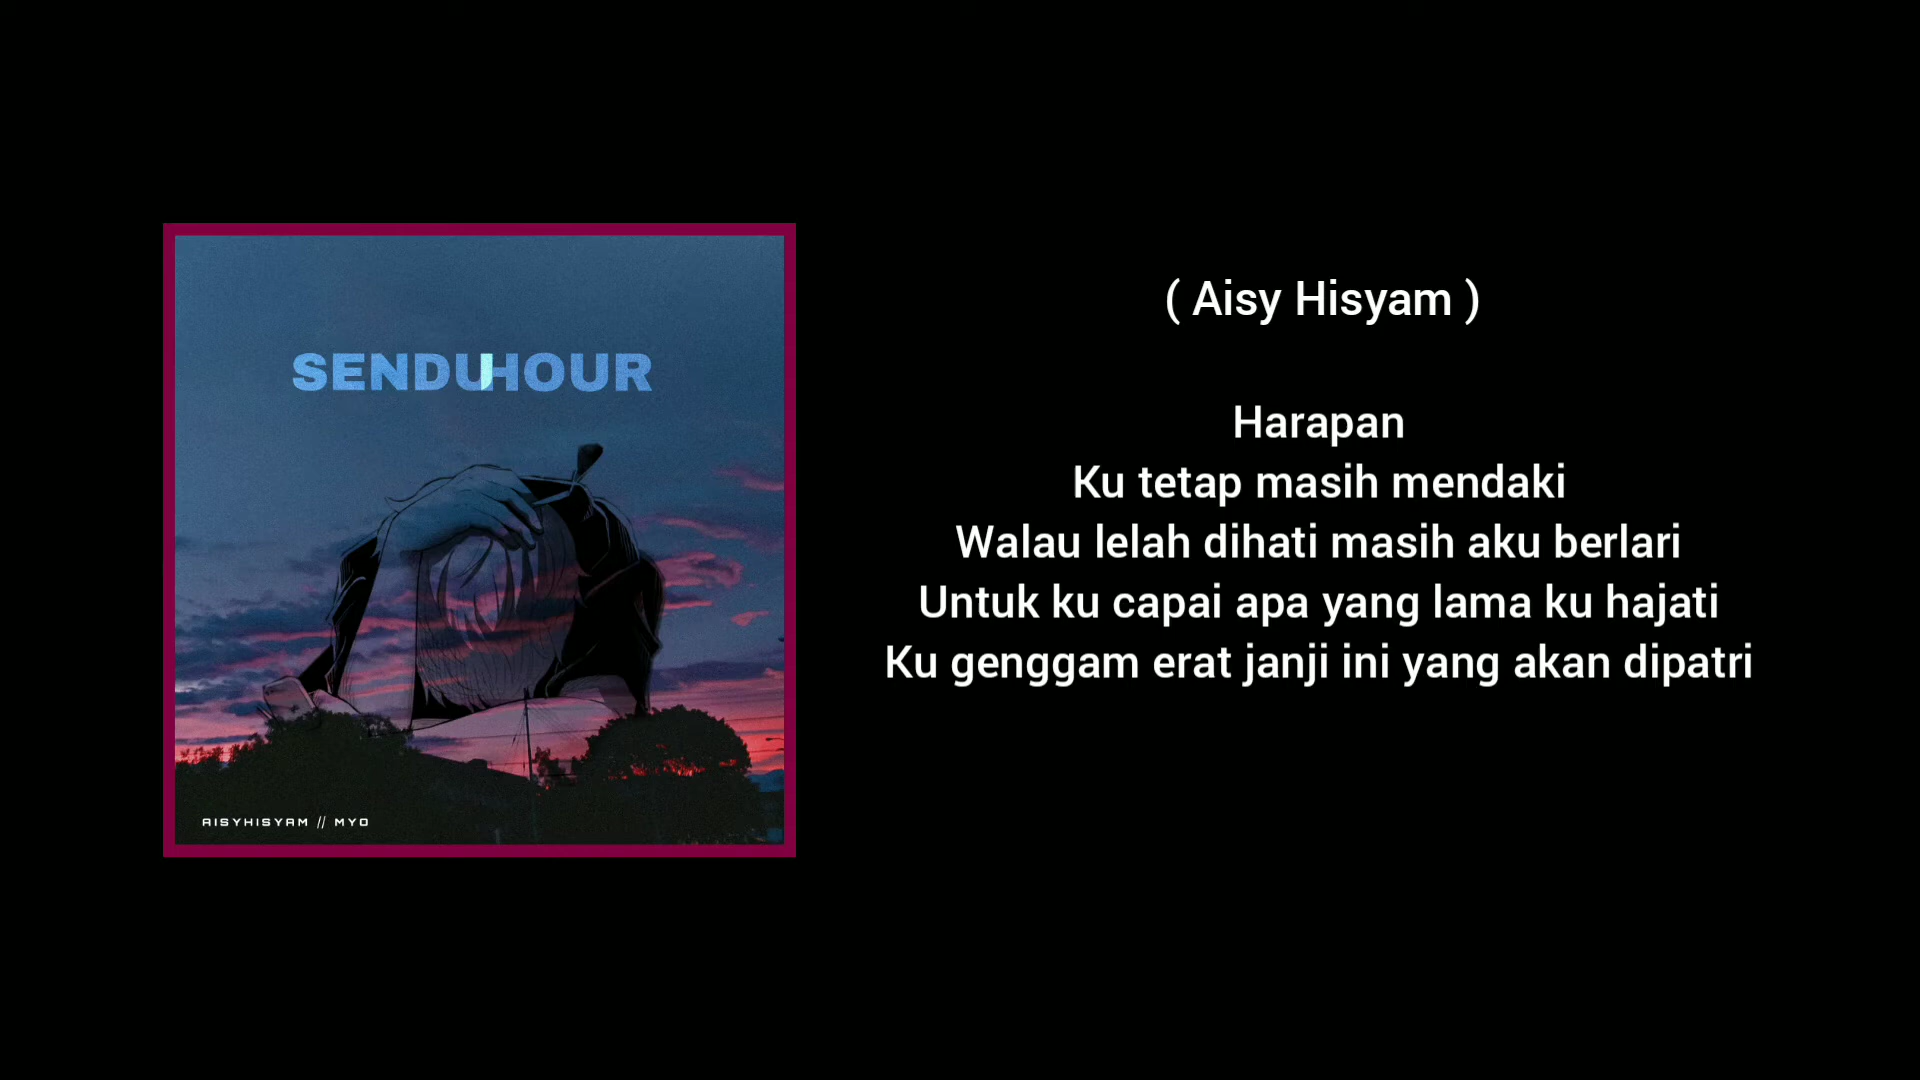 SENDUHOUR
AISYHISYAM // MYO
( Aisy Hisyam )
Harapan
Ku tetap masih mendaki
Walau lelah dihati masih aku berlari
Untuk ku capai apa yang lama ku hajati
Ku genggam erat janji ini yang akan dipatri